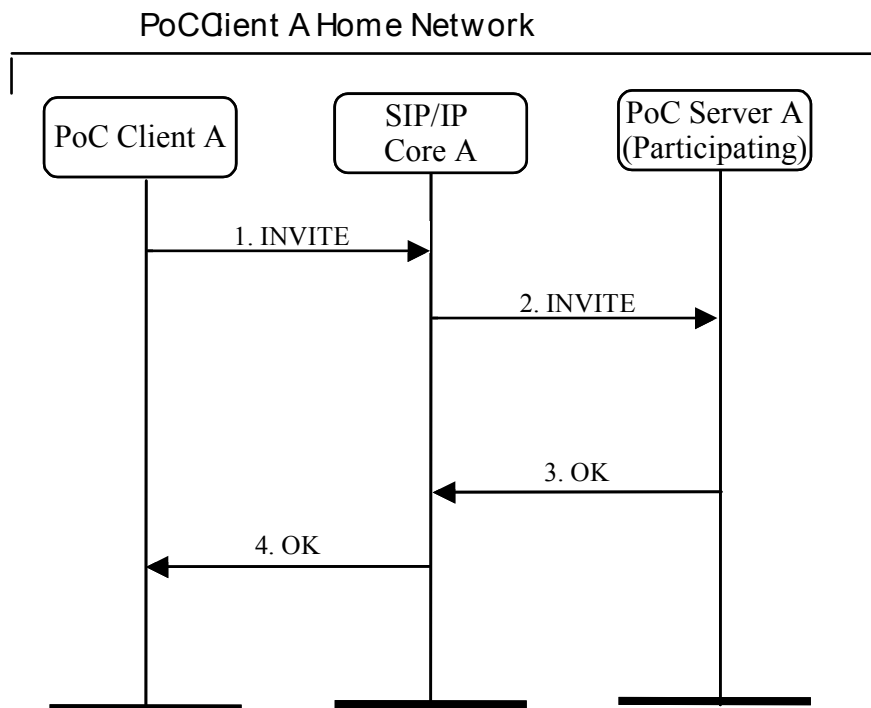 PoCClient A Home Network
PoC Client A
SIP/IP
Core A
PoC Server A
(Participating)
1. INVITE
2. INVITE
3. OK
4. OK